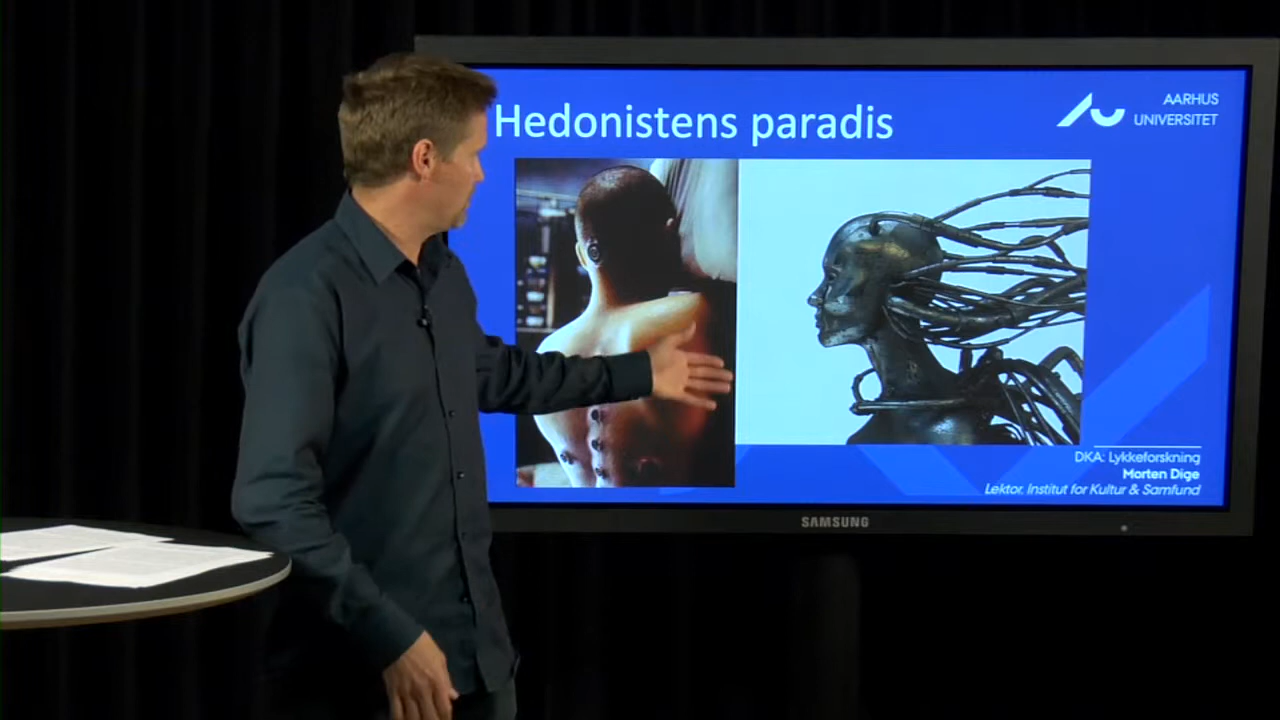 Hedonistens paradis
AARHUS
UNIVERSITET
DKA: Lykkeforskning
Morten Dige
Lektor, Institut for Kultur & Samfund
SAMSUNG